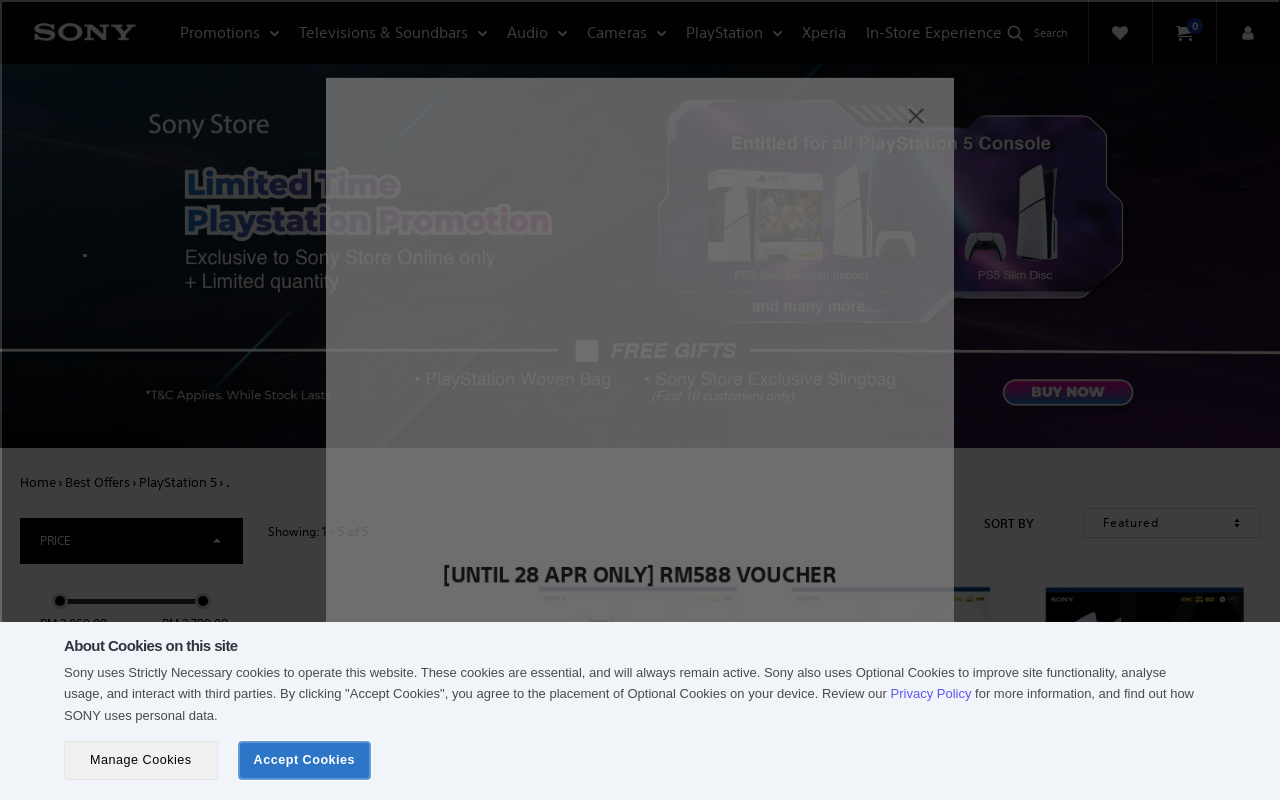 SONY
Promotions
Televisions & Soundbars
Audio
Cameras
PlayStation
Xperia
In-Store Experience
Search
0
Sony Store
Limited Time
Playstation Promotion
Exclusive to Sony Store Online only
+ Limited quantity
Entitled for all PlayStation 5 Console
PS5 Slim Genshin Impact
PS5 Slim Disc
and many more.....
FREE GIFTS
• PlayStation Woven Bag
• Sony Store Exclusive Slingbag
(First 10 customers only)
*T&C Applies. While Stock Lasts
BUY NOW
Home › Best Offers › PlayStation 5 › .
PRICE
Showing: 1 - 5 of 5
SORT BY
Featured
[UNTIL 28 APR ONLY] RM588 VOUCHER
SONY
SONY
SONY
About Cookies on this site
Sony uses Strictly Necessary cookies to operate this website. These cookies are essential, and will always remain active. Sony also uses Optional Cookies to improve site functionality, analyse
usage, and interact with third parties. By clicking "Accept Cookies", you agree to the placement of Optional Cookies on your device. Review our Privacy Policy for more information, and find out how
SONY uses personal data.
Manage Cookies
Accept Cookies